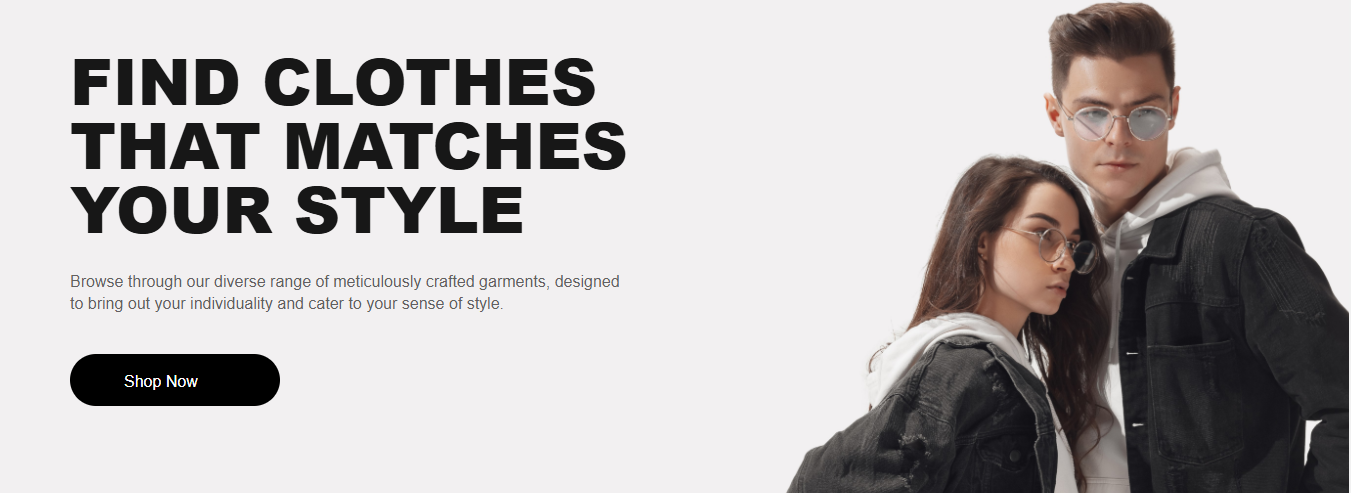 FIND CLOTHES
THAT MATCHES
YOUR STYLE
Browse through our diverse range of meticulously crafted garments, designed
to bring out your individuality and cater to your sense of style.
Shop Now